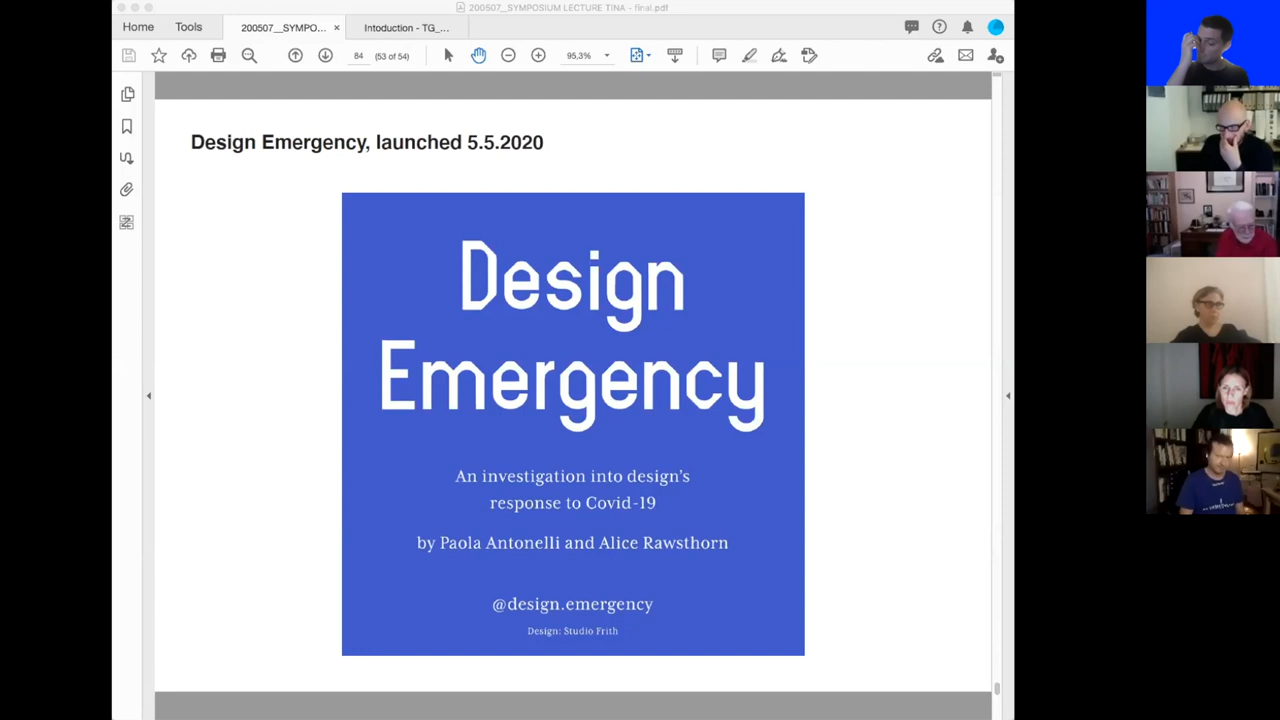 200507__SYMPOSIUM LECTURE TINA - final.pdf
Home
Tools
200507__SYMPO...
Intoduction - TG_...
84
(53 of 54)
95,3%
Design Emergency, launched 5.5.2020
Design
Emergency
An investigation into design's
response to Covid-19
by Paola Antonelli and Alice Rawsthorn
@design.emergency
Design: Studio Frith